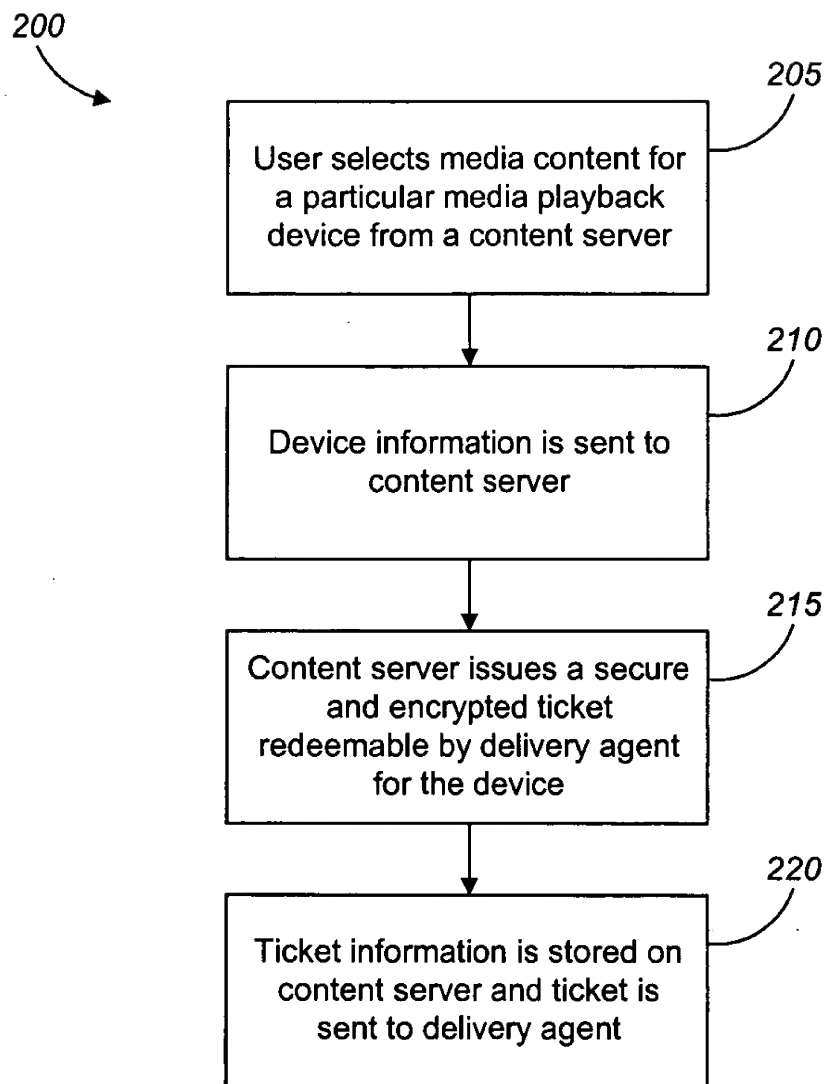 200
205
User selects media content for
a particular media playback
device from a content server
210
Device information is sent to
content server
215
Content server issues a secure
and encrypted ticket
redeemable by delivery agent
for the device
220
Ticket information is stored on
content server and ticket is
sent to delivery agent